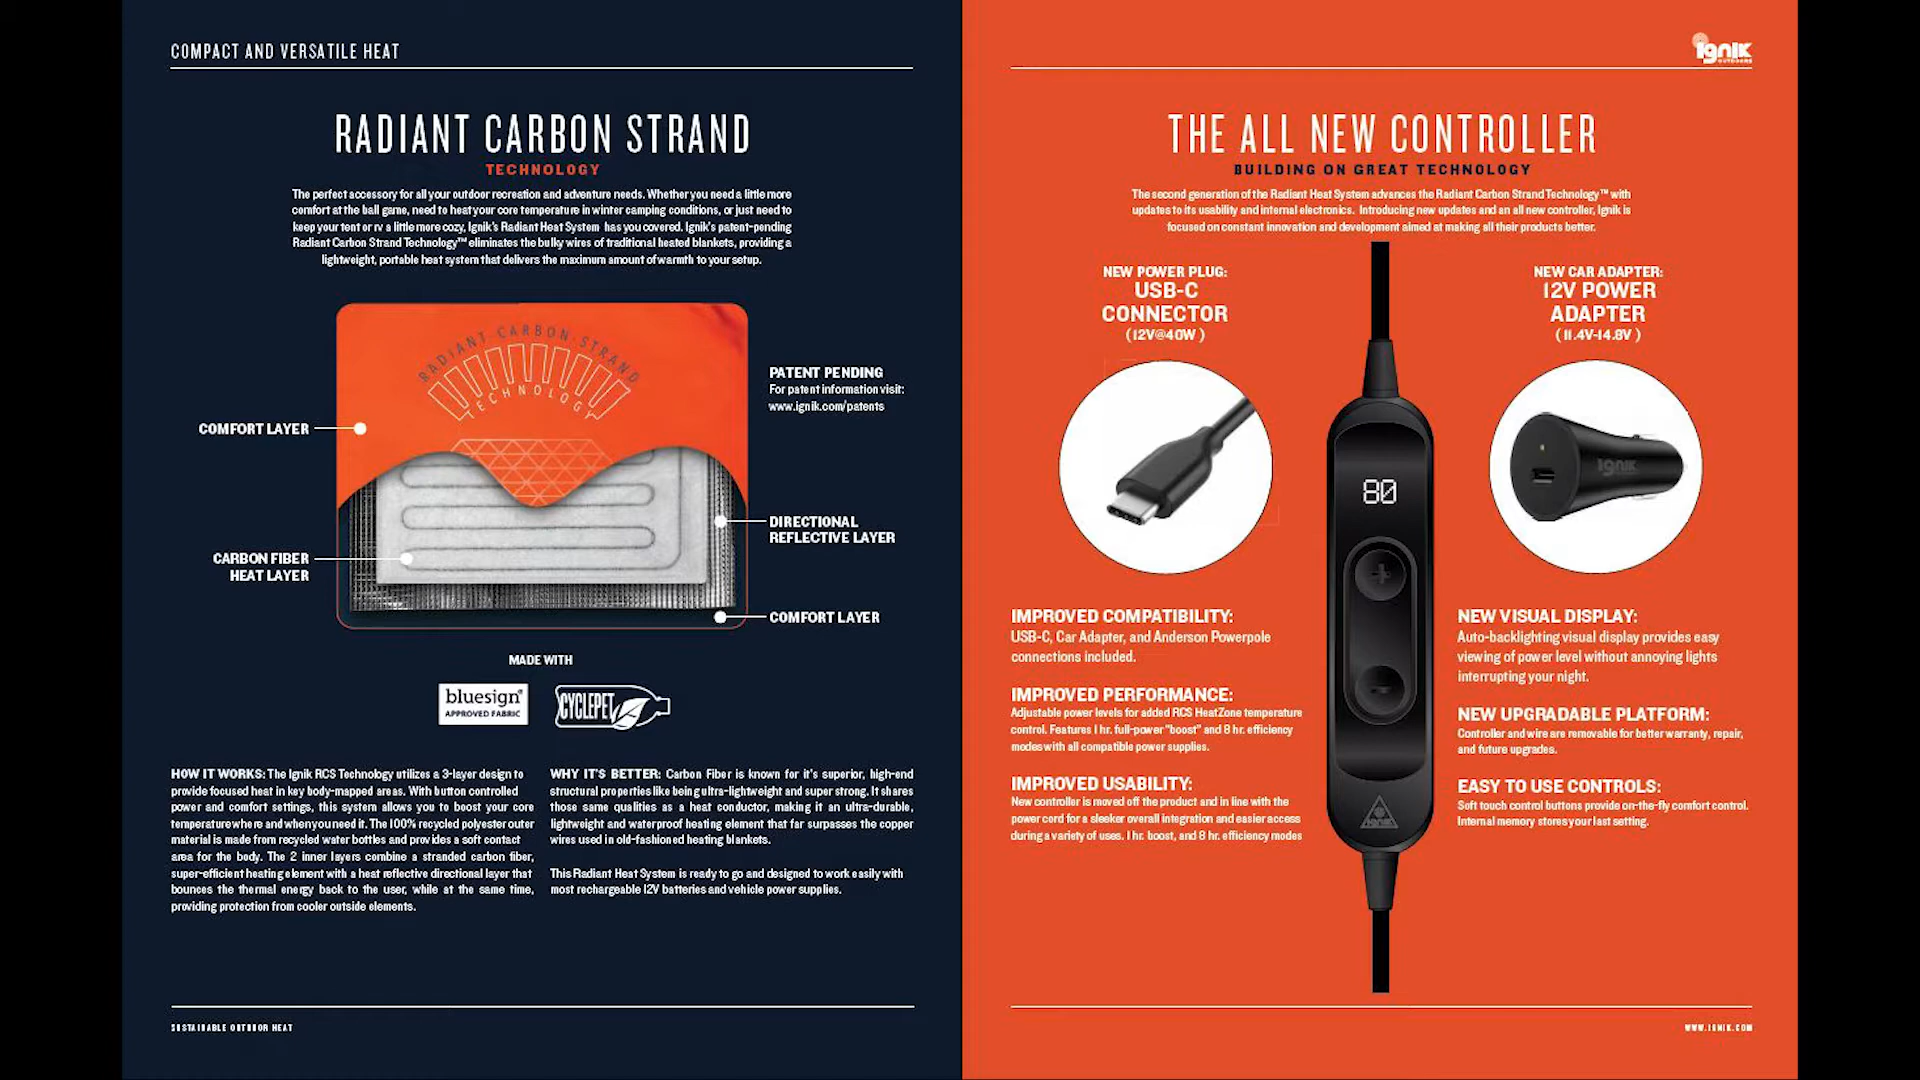 COMPACT AND VERSATILE HEAT
RADIANT CARBON STRAND
TECHNOLOGY
The perfect accessory for all your outdoor recreation and adventure needs. Whether you need a little more
comfort at the ball game, need to heat your core temperature in winter camping conditions, or just need to
keep your tent or rv a little more cozy, Ignik's Radiant Heat System has you covered. Ignik's patent-pending
Radiant Carbon Strand Technology™ eliminates the bulky wires of traditional heated blankets, providing a
lightweight, portable heat system that delivers the maximum amount of warmth to your setup.
RADIANT CARBON STRAND
TECHNOLOGY
PATENT PENDING
For patent information visit:
www.ignik.com/patents
COMFORT LAYER
DIRECTIONAL
REFLECTIVE LAYER
CARBON FIBER
HEAT LAYER
COMFORT LAYER
MADE WITH
bluesign®
APPROVED FABRIC
CYCLEPET
HOW IT WORKS: The Ignik RCS Technology utilizes a 3-layer design to
provide focused heat in key body-mapped areas. With button controlled
power and comfort settings, this system allows you to boost your core
temperature where and when you need it. The 100% recycled polyester outer
material is made from recycled water bottles and provides a soft contact
area for the body. The 2 inner layers combine a stranded carbon fiber,
super-efficient heating element with a heat reflective directional layer that
bounces the thermal energy back to the user, while at the same time,
providing protection from cooler outside elements.
WHY IT'S BETTER: Carbon Fiber is known for it's superior, high-end
structural properties like being ultra-lightweight and super strong. It shares
those same qualities as a heat conductor, making it an ultra-durable,
lightweight and waterproof heating element that far surpasses the copper
wires used in old-fashioned heating blankets.
This Radiant Heat System is ready to go and designed to work easily with
most rechargeable 12V batteries and vehicle power supplies.
SUSTAINABLE OUTDOOR HEAT
ignik
OUTDOORS
THE ALL NEW CONTROLLER
BUILDING ON GREAT TECHNOLOGY
The second generation of the Radiant Heat System advances the Radiant Carbon Strand Technology™ with
updates to its usability and internal electronics. Introducing new updates and an all new controller, Ignik is
focused on constant innovation and development aimed at making all their products better.
NEW POWER PLUG:
USB-C
CONNECTOR
(12V@40W)
NEW CAR ADAPTER:
12V POWER
ADAPTER
(11.4V-14.8V)
80
+
-
ignik
ignik
IMPROVED COMPATIBILITY:
USB-C, Car Adapter, and Anderson Powerpole
connections included.
IMPROVED PERFORMANCE:
Adjustable power levels for added RCS HeatZone temperature
control. Features 1 hr. full-power "boost" and 8 hr. efficiency
modes with all compatible power supplies.
IMPROVED USABILITY:
New controller is moved off the product and in line with the
power cord for a sleeker overall integration and easier access
during a variety of uses. 1 hr. boost, and 8 hr. efficiency modes
NEW VISUAL DISPLAY:
Auto-backlighting visual display provides easy
viewing of power level without annoying lights
interrupting your night.
NEW UPGRADABLE PLATFORM:
Controller and wire are removable for better warranty, repair,
and future upgrades.
EASY TO USE CONTROLS:
Soft touch control buttons provide on-the-fly comfort control.
Internal memory stores your last setting.
WWW.IGNIK.COM